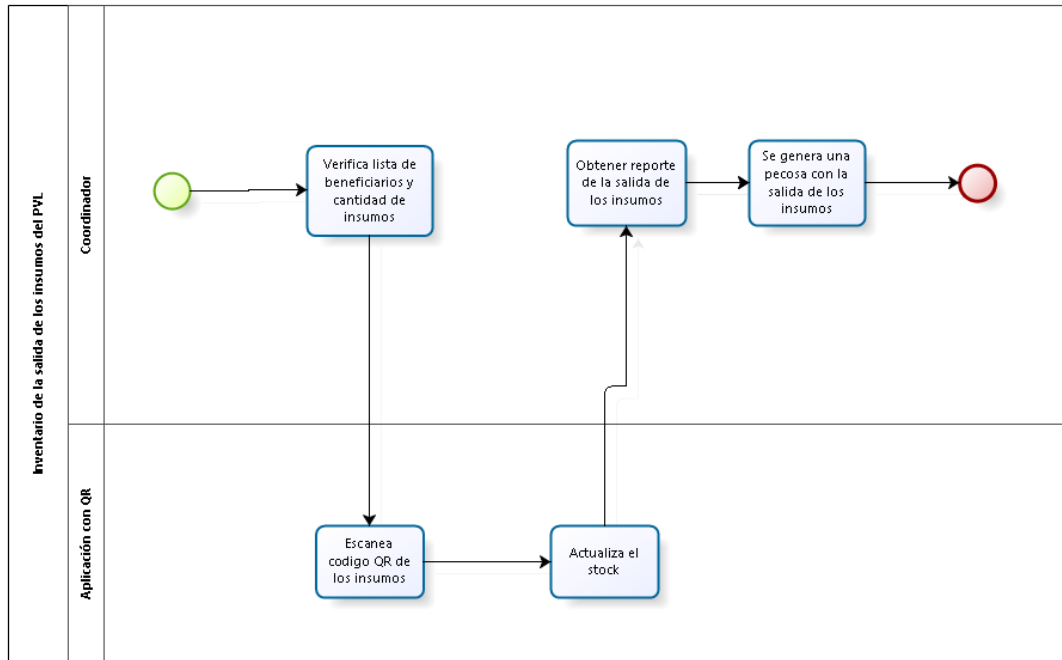 Inventario de la salida de los insumos del PVL
Coordinador
Verifica lista de
beneficiarios y
cantidad de
insumos
Obtener reporte
de la salida de
los insumos
Se genera una
pecosa con la
salida de los
insumos
Aplicación con QR
Escanea
codigo QR de
los insumos
Actualiza el
stock